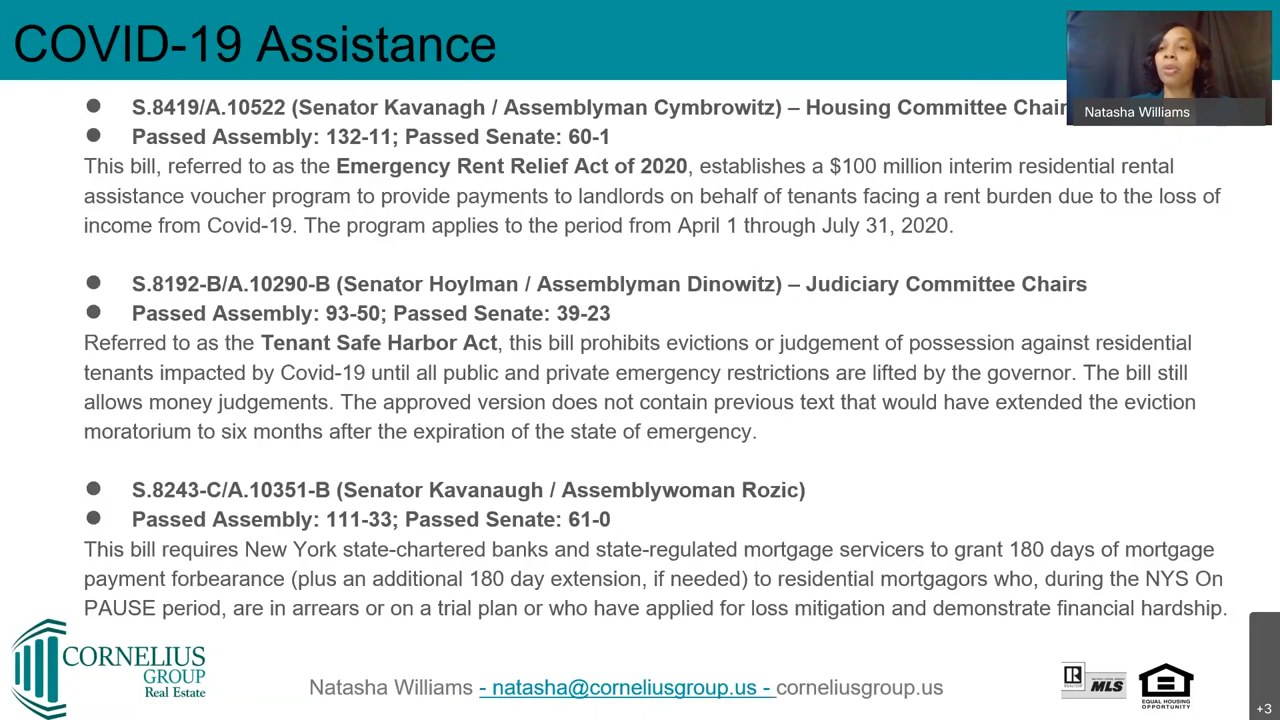 COVID-19 Assistance
Natasha Williams
● S.8419/A.10522 (Senator Kavanagh / Assemblyman Cymbrowitz) – Housing Committee Chair
● Passed Assembly: 132-11; Passed Senate: 60-1
This bill, referred to as the Emergency Rent Relief Act of 2020, establishes a $100 million interim residential rental
assistance voucher program to provide payments to landlords on behalf of tenants facing a rent burden due to the loss of
income from Covid-19. The program applies to the period from April 1 through July 31, 2020.
● S.8192-B/A.10290-B (Senator Hoylman / Assemblyman Dinowitz) – Judiciary Committee Chairs
● Passed Assembly: 93-50; Passed Senate: 39-23
Referred to as the Tenant Safe Harbor Act, this bill prohibits evictions or judgement of possession against residential
tenants impacted by Covid-19 until all public and private emergency restrictions are lifted by the governor. The bill still
allows money judgements. The approved version does not contain previous text that would have extended the eviction
moratorium to six months after the expiration of the state of emergency.
● S.8243-C/A.10351-B (Senator Kavanaugh / Assemblywoman Rozic)
● Passed Assembly: 111-33; Passed Senate: 61-0
This bill requires New York state-chartered banks and state-regulated mortgage servicers to grant 180 days of mortgage
payment forbearance (plus an additional 180 day extension, if needed) to residential mortgagors who, during the NYS On
PAUSE period, are in arrears or on a trial plan or who have applied for loss mitigation and demonstrate financial hardship.
CORNELIUS
GROUP
Real Estate
Natasha Williams - natasha@corneliusgroup.us - corneliusgroup.us
R
REALTOR
MLS
EQUAL HOUSING
OPPORTUNITY
+3